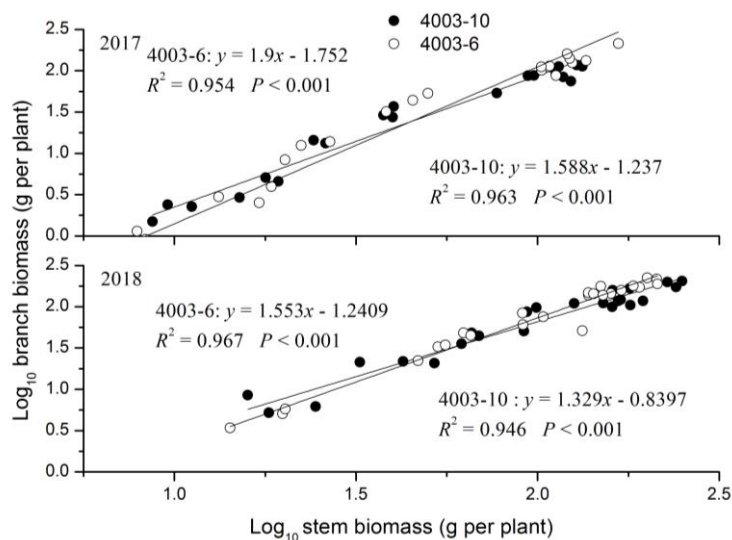 4003-10
4003-6
2017
4003-6: y = 1.9x - 1.752
R² = 0.954 P < 0.001
4003-10: y = 1.588x - 1.237
R² = 0.963 P < 0.001
2.5
2.0
1.5
1.0
0.5
0.0
2018
4003-6: y = 1.553x - 1.2409
R² = 0.967 P < 0.001
4003-10 : y = 1.329x - 0.8397
R² = 0.946 P < 0.001
2.5
2.0
1.5
1.0
0.5
0.0
1.0 1.5 2.0 2.5
Log₁₀ branch biomass (g per plant)
Log₁₀ stem biomass (g per plant)